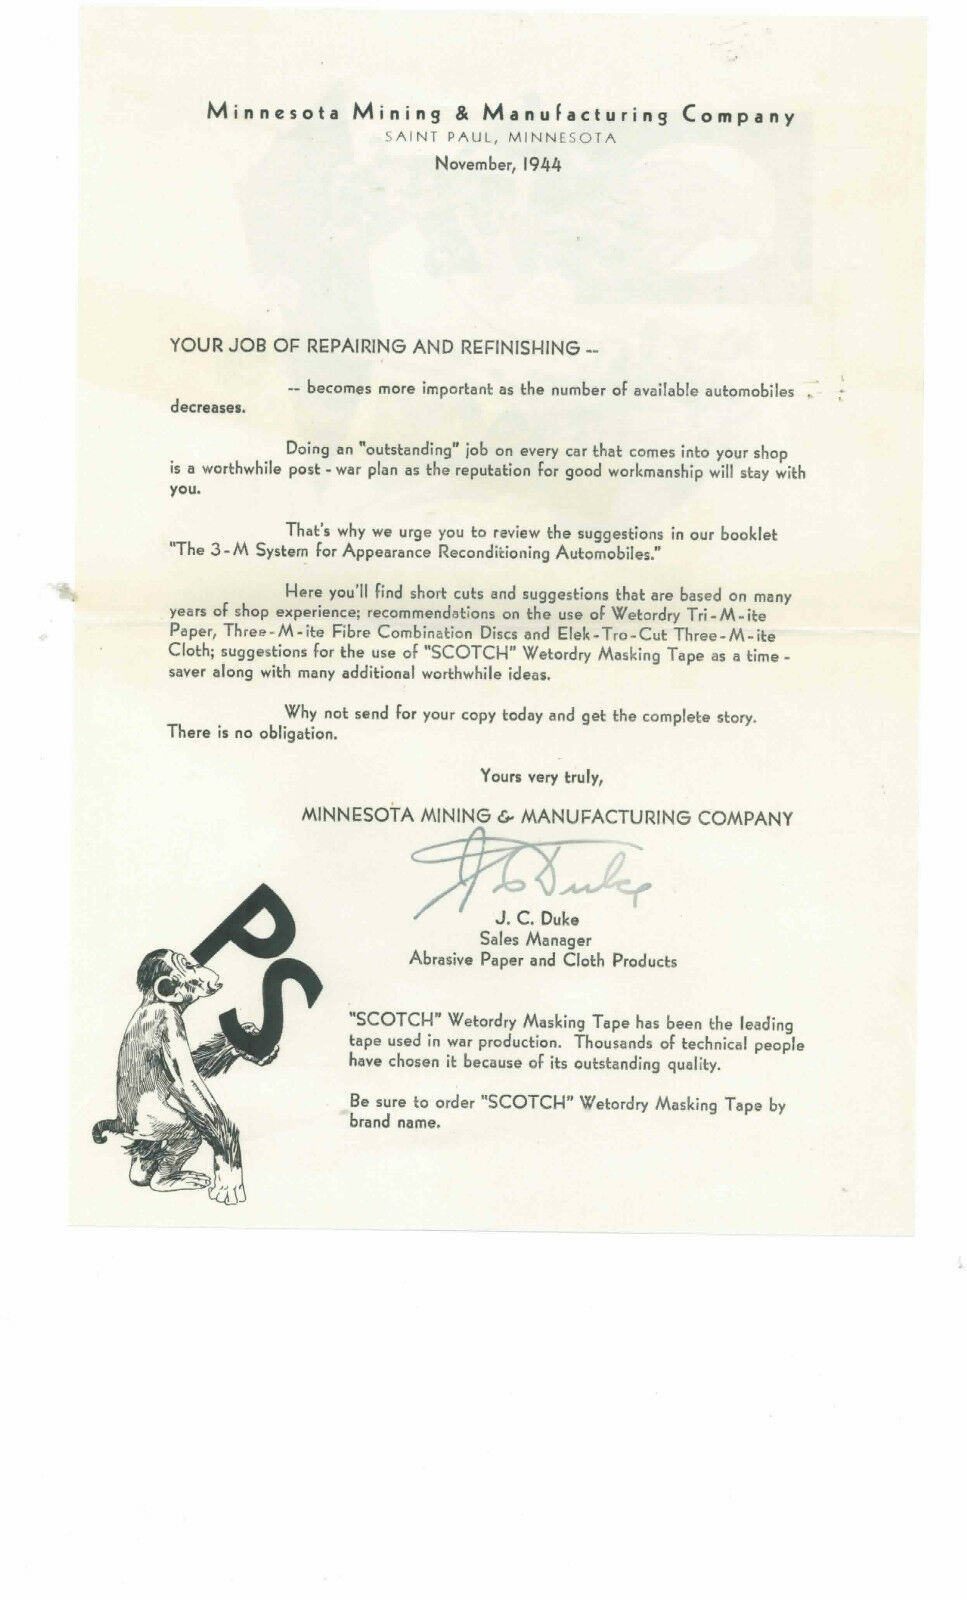 Minnesota Mining & Manufacturing Company
SAINT PAUL, MINNESOTA
November, 1944
YOUR JOB OF REPAIRING AND REFINISHING --
-- becomes more important as the number of available automobiles
decreases.
Doing an "outstanding" job on every car that comes into your shop
is a worthwhile post - war plan as the reputation for good workmanship will stay with
you.
That's why we urge you to review the suggestions in our booklet
"The 3-M System for Appearance Reconditioning Automobiles."
Here you'll find short cuts and suggestions that are based on many
years of shop experience; recommendations on the use of Wetordry Tri-M-ite
Paper, Three-M-ite Fibre Combination Discs and Elek-Tro-Cut Three-M-ite
Cloth; suggestions for the use of "SCOTCH" Wetordry Masking Tape as a time -
saver along with many additional worthwhile ideas.
Why not send for your copy today and get the complete story.
There is no obligation.
Yours very truly,
MINNESOTA MINING & MANUFACTURING COMPANY
J C Duke
J. C. Duke
Sales Manager
Abrasive Paper and Cloth Products
PS
"SCOTCH" Wetordry Masking Tape has been the leading
tape used in war production. Thousands of technical people
have chosen it because of its outstanding quality.
Be sure to order "SCOTCH" Wetordry Masking Tape by
brand name.